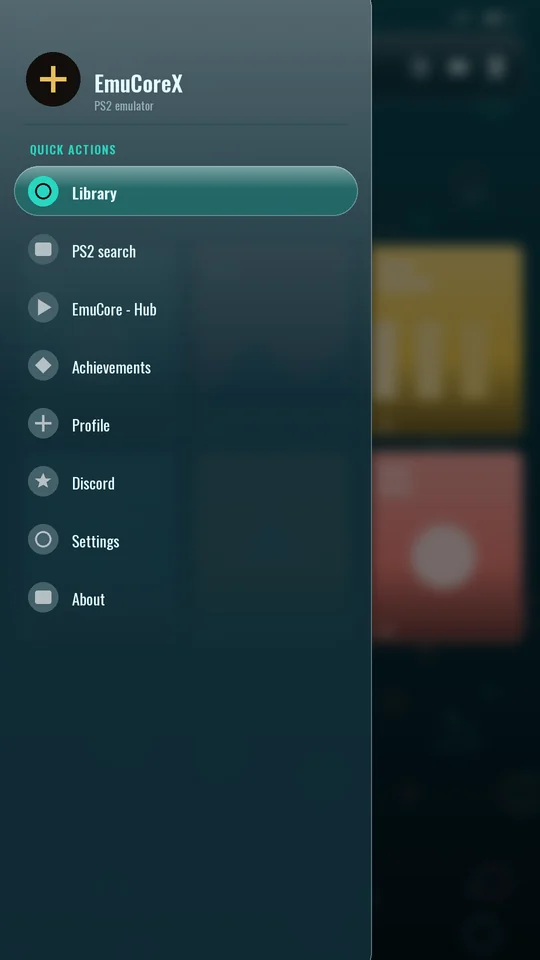 EmuCoreX
PS2 emulator
QUICK ACTIONS
Library
PS2 search
EmuCore - Hub
Achievements
Profile
Discord
Settings
About